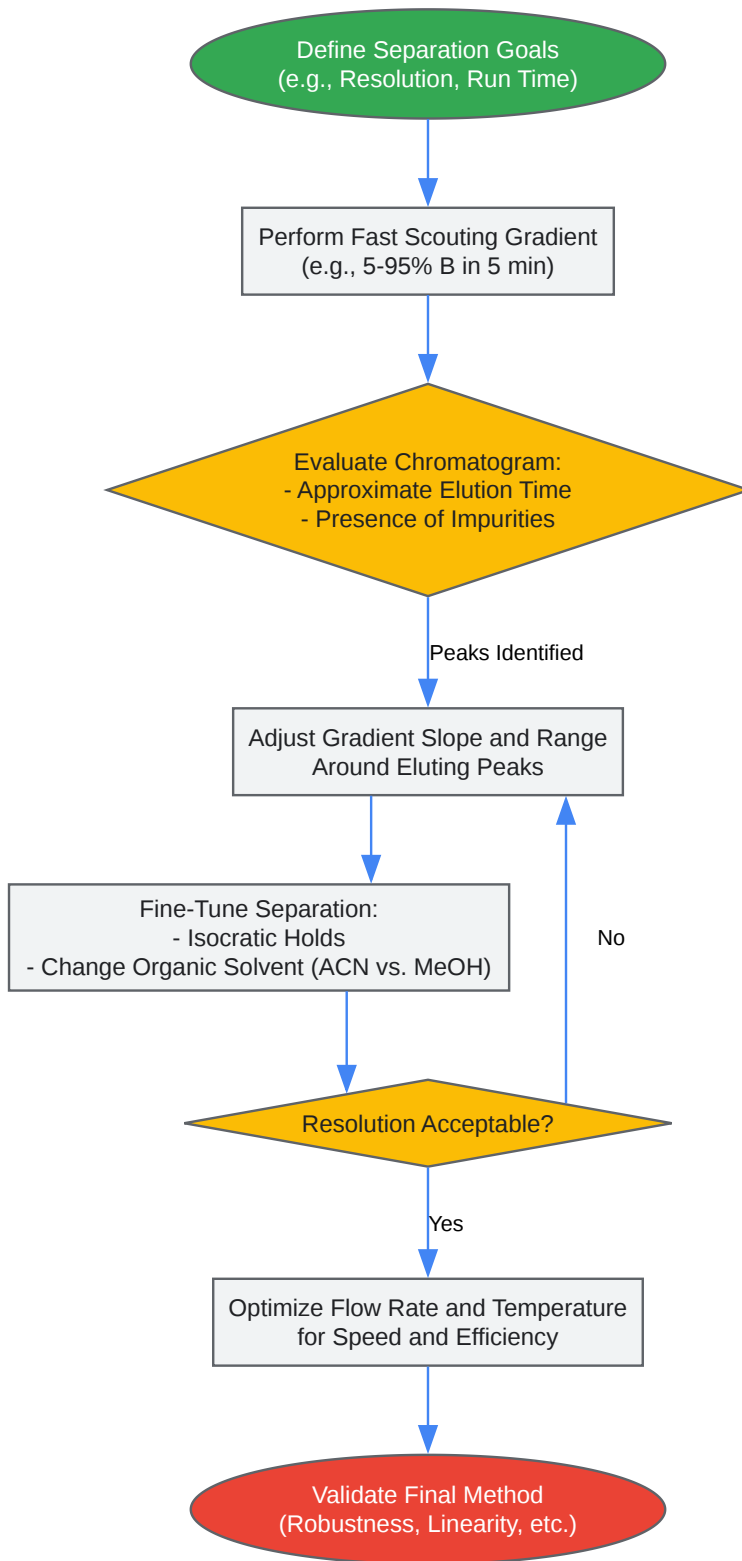 Define Separation Goals
(e.g., Resolution, Run Time)
Perform Fast Scouting Gradient
(e.g., 5-95% B in 5 min)
Evaluate Chromatogram:
- Approximate Elution Time
- Presence of Impurities
Peaks Identified
Adjust Gradient Slope and Range
Around Eluting Peaks
Fine-Tune Separation:
- Isocratic Holds
- Change Organic Solvent (ACN vs. MeOH)
No
Resolution Acceptable?
Yes
Optimize Flow Rate and Temperature
for Speed and Efficiency
Validate Final Method
(Robustness, Linearity, etc.)